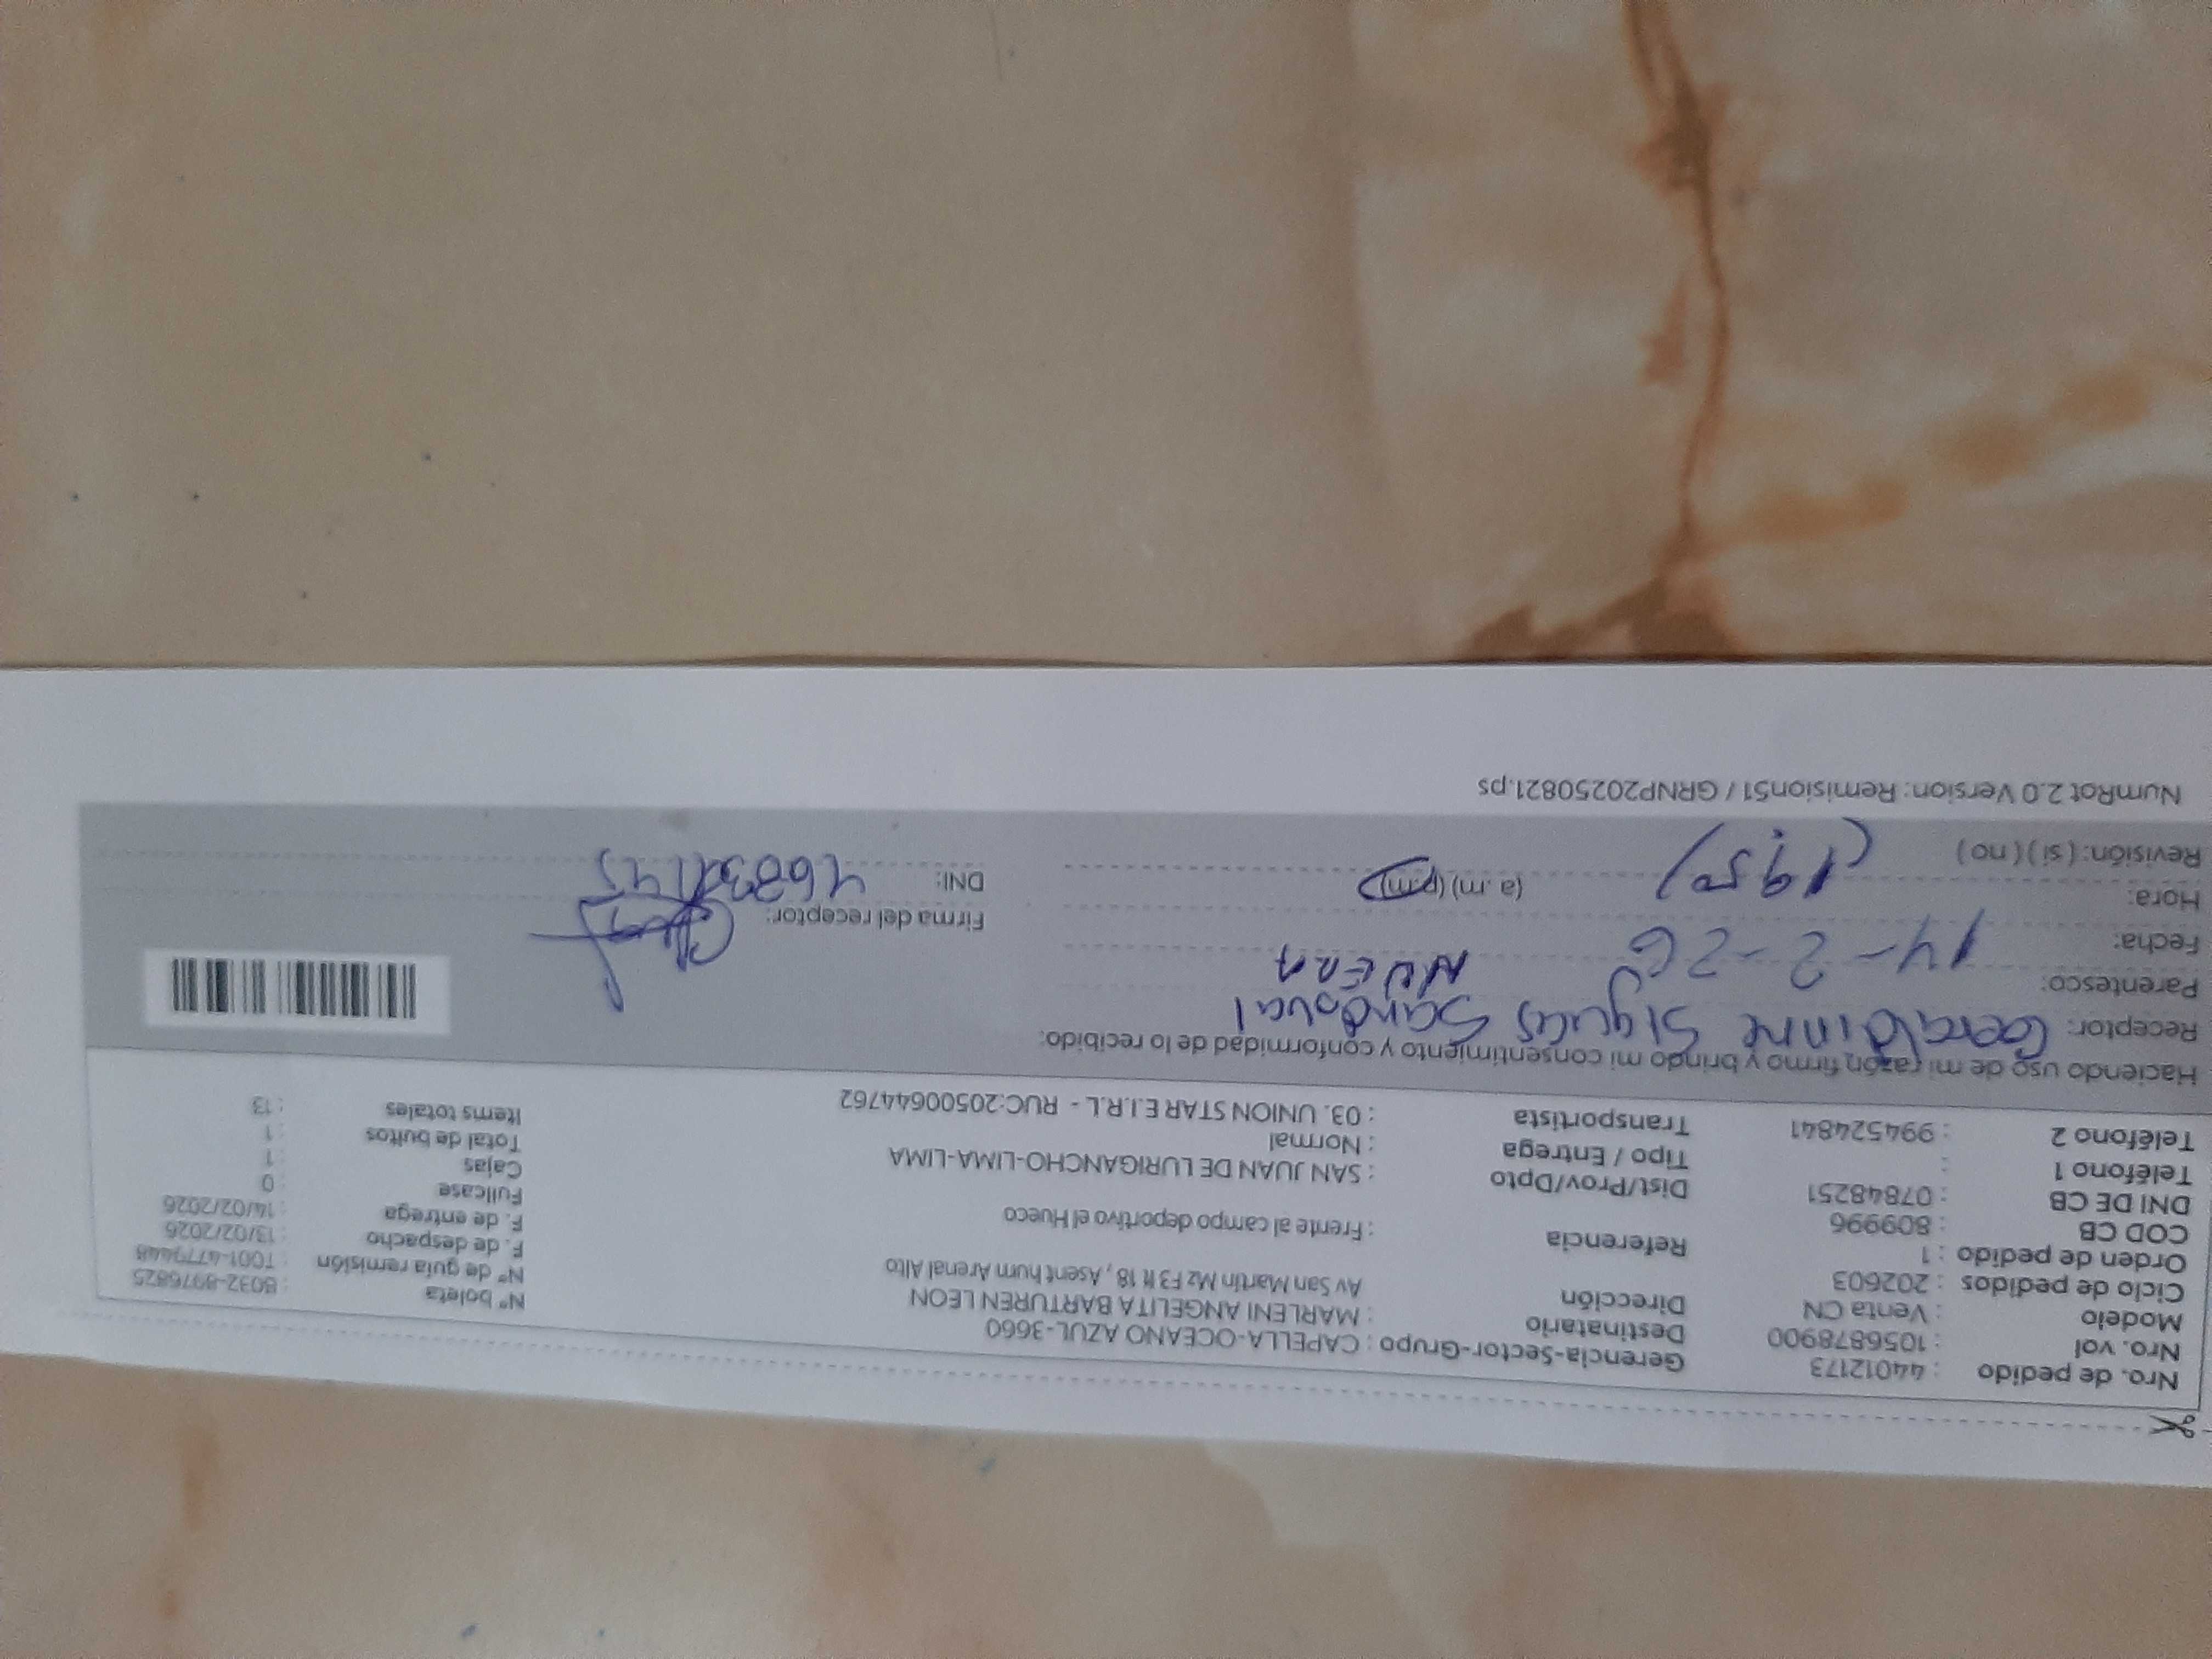 Nro. de pedido : 44012173
Nro. vol : 1056878900
Modelo : Venta CN
Ciclo de pedidos : 202603
Orden de pedido : 1
COD CB : 809996
DNI DE CB : 07848251
Teléfono 1 :
Teléfono 2 : 994524841
Gerencia-Sector-Grupo : CAPELLA-OCEANO AZUL-3660
Destinatario : MARLENI ANGELITA BARTUREN LEON
Dirección Av San Martin Mz F3 lt 18 , Asent hum Arenal Alto
Referencia : Frente al campo deportivo el Hueco
Dist/Prov/Dpto : SAN JUAN DE LURIGANCHO-LIMA-LIMA
Tipo / Entrega : Normal
Transportista : 03. UNION STAR E.I.R.L - RUC:20500644762
Nº boleta : B032-8976825
Nº de guía remisión : T001-4779448
F. de despacho : 13/02/2026
F. de entrega : 14/02/2026
Fullcase : 0
Cajas : 1
Total de bultos : 1
Items totales : 13
Haciendo uso de mi razón firmo y brindo mi consentimiento y conformidad de lo recibido:
Receptor: Sandoval
Parentesco: NUERA
Fecha: 14-2-26
Hora: (a.m) (p.m)
Revisión: ( si ) ( no )
Firma del receptor:
DNI:
NumRot 2.0 Version: Remision51 / GRNP20250821.ps